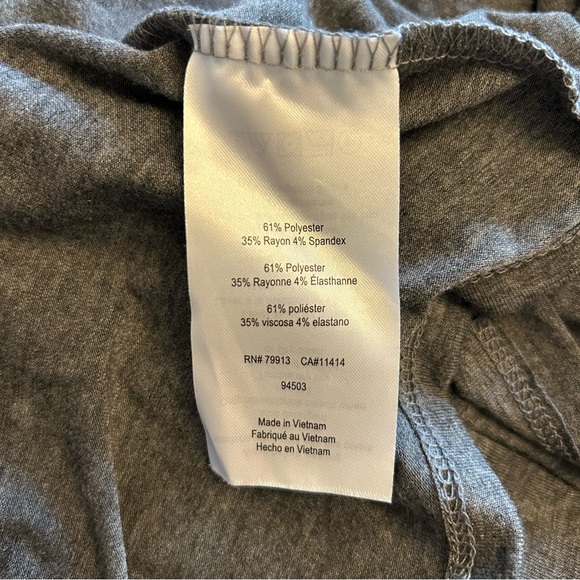 61% Polyester
35% Rayon 4% Spandex
61% Polyester
35% Rayonne 4% Élasthanne
61% poliéster
35% viscosa 4% elastano
RN# 79913 CA#11414
94503
Made in Vietnam
Fabriqué au Vietnam
Hecho en Vietnam